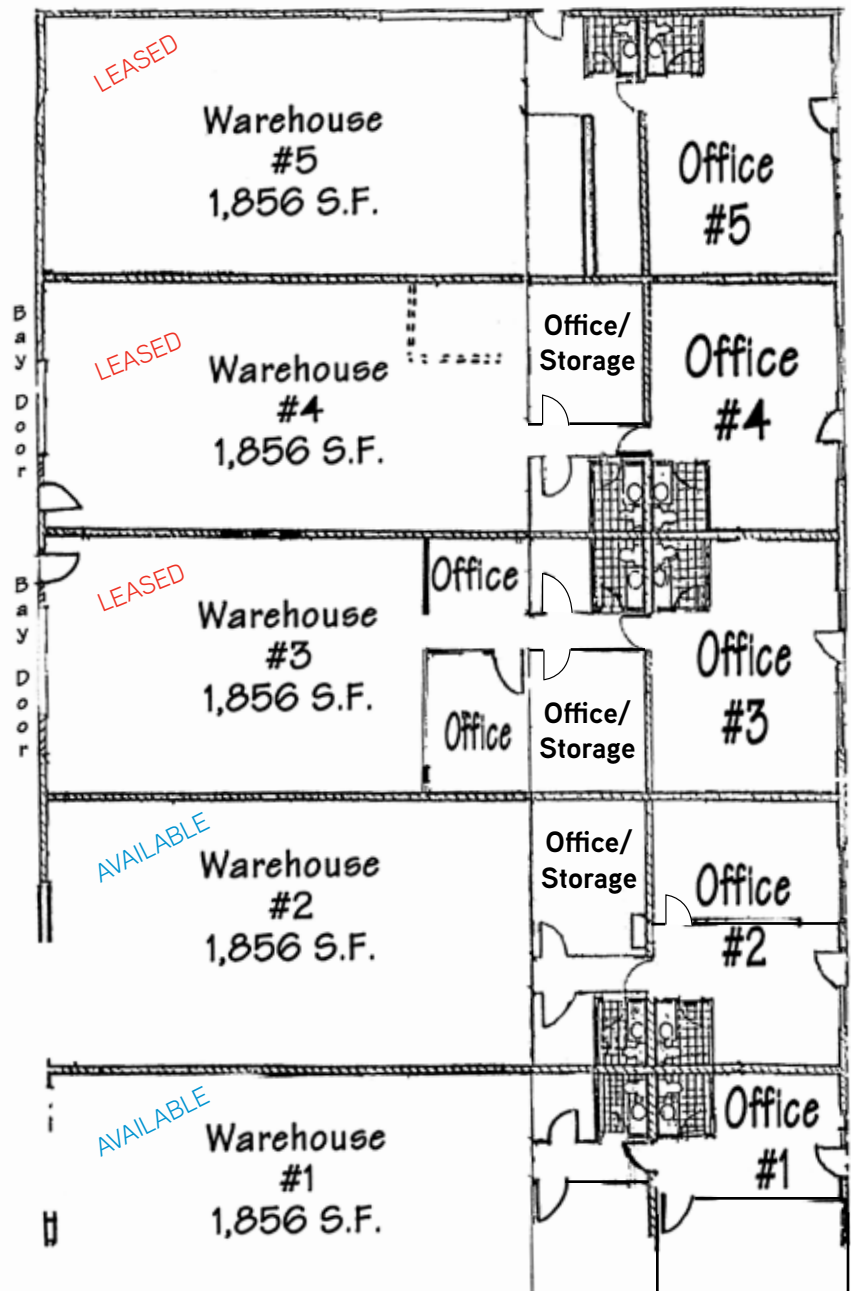 LEASED
Warehouse
#5
1,856 S.F.
Office
#5
Bay Door
LEASED
Warehouse
#4
1,856 S.F.
Office/
Storage
Office
#4
Bay Door
LEASED
Warehouse
#3
1,856 S.F.
Office
Office
Office/
Storage
Office
#3
AVAILABLE
Warehouse
#2
1,856 S.F.
Office/
Storage
Office
#2
AVAILABLE
Warehouse
#1
1,856 S.F.
Office
#1